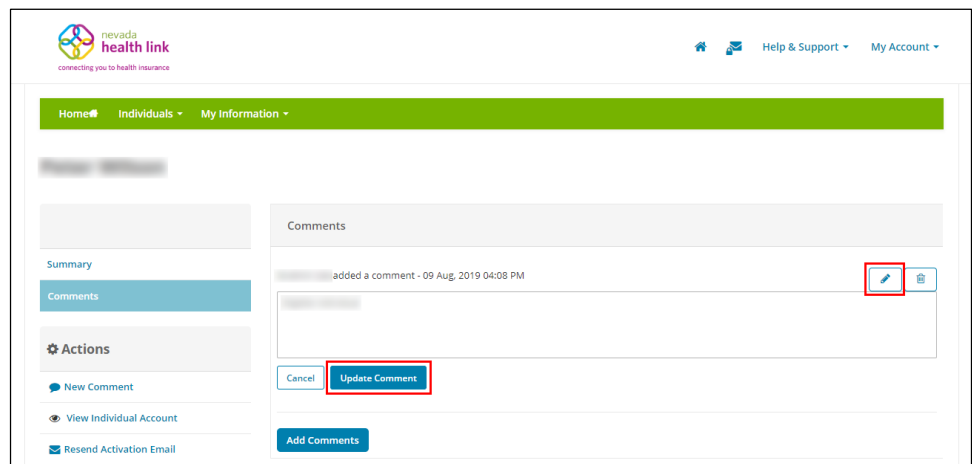 nevada
health link
connecting you to health insurance
Help & Support
My Account
Home
Individuals
My Information
Comments
Summary
added a comment - 09 Aug, 2019 04:08 PM
Comments
Actions
Cancel
Update Comment
New Comment
View Individual Account
Add Comments
Resend Activation Email